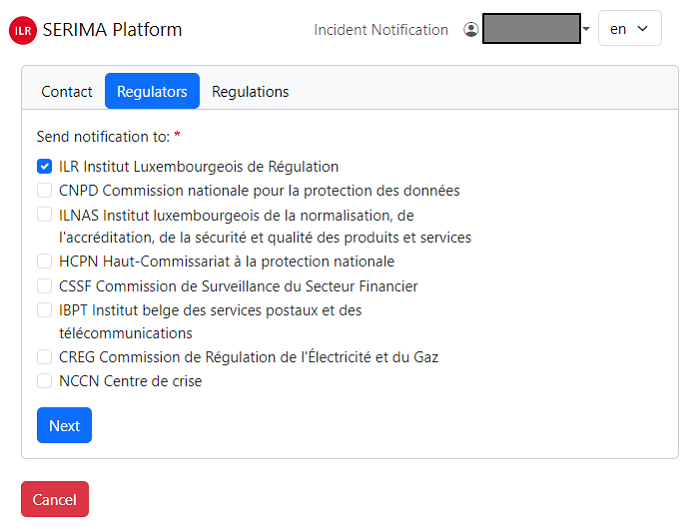 ILR SERIMA Platform Incident Notification en
Contact Regulators Regulations
Send notification to: *
ILR Institut Luxembourgeois de Régulation
CNPD Commission nationale pour la protection des données
ILNAS Institut luxembourgeois de la normalisation, de
l'accréditation, de la sécurité et qualité des produits et services
HCPN Haut-Commissariat à la protection nationale
CSSF Commission de Surveillance du Secteur Financier
IBPT Institut belge des services postaux et des
télécommunications
CREG Commission de Régulation de l'Électricité et du Gaz
NCCN Centre de crise
Next
Cancel